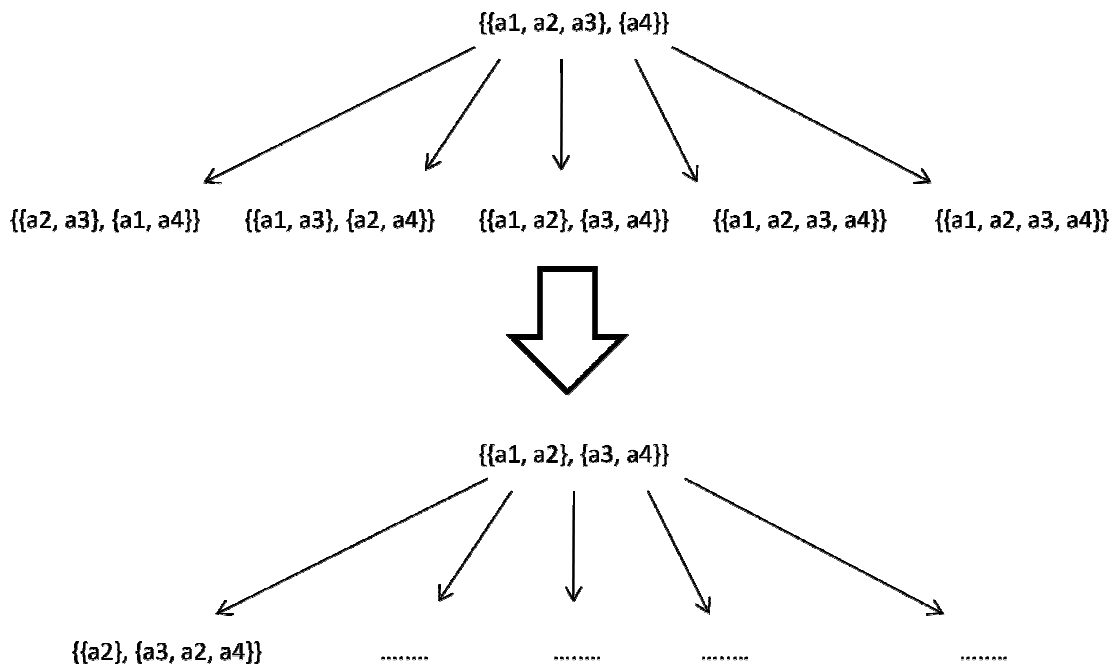 {{a1, a2, a3}, {a4}}
{{a2, a3}, {a1, a4}} {{a1, a3}, {a2, a4}} {{a1, a2}, {a3, a4}} {{a1, a2, a3, a4}} {{a1, a2, a3, a4}}
{{a1, a2}, {a3, a4}}
{{a2}, {a3, a2, a4}} ........ ........ ........ ........